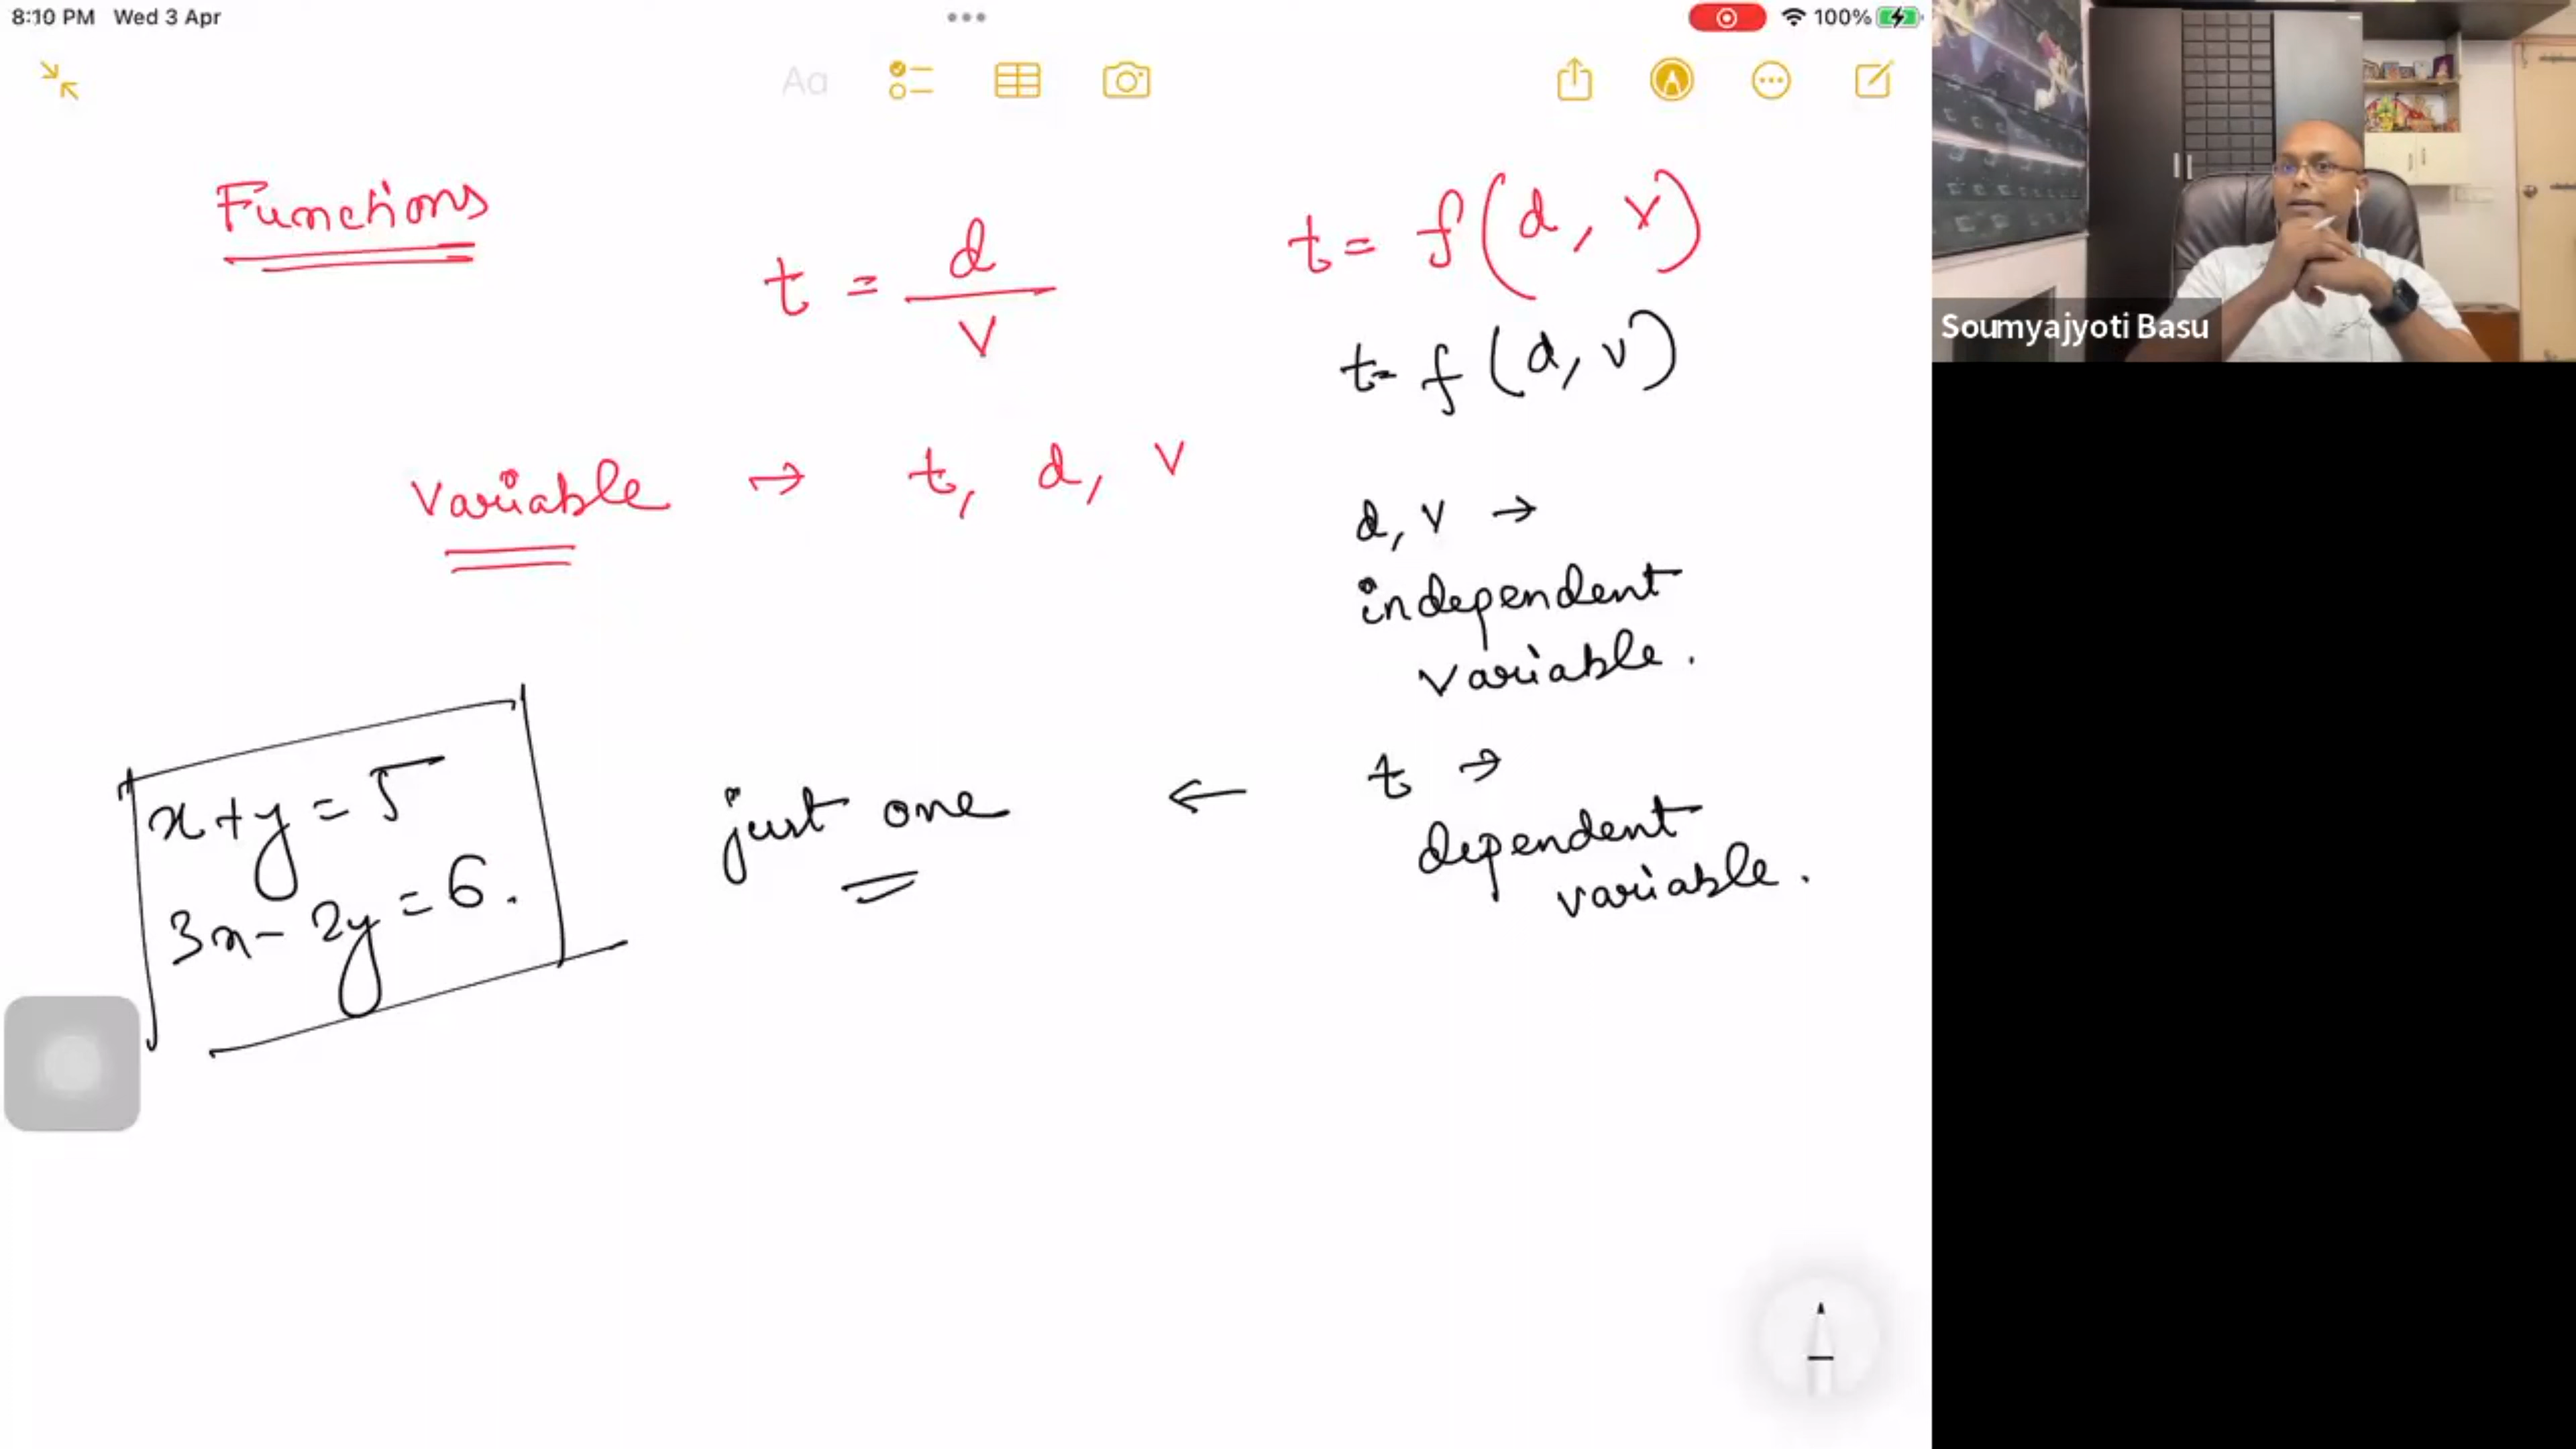 8:10 PM Wed 3 Apr
100%
Aa
Functions
t = d / v
t = f(d, v)
t = f(d, v)
variable → t, d, v
d, v →
independent
variable.
x + y = 5
3x - 2y = 6.
just one ← t →
dependent
variable.
Soumyajyoti Basu